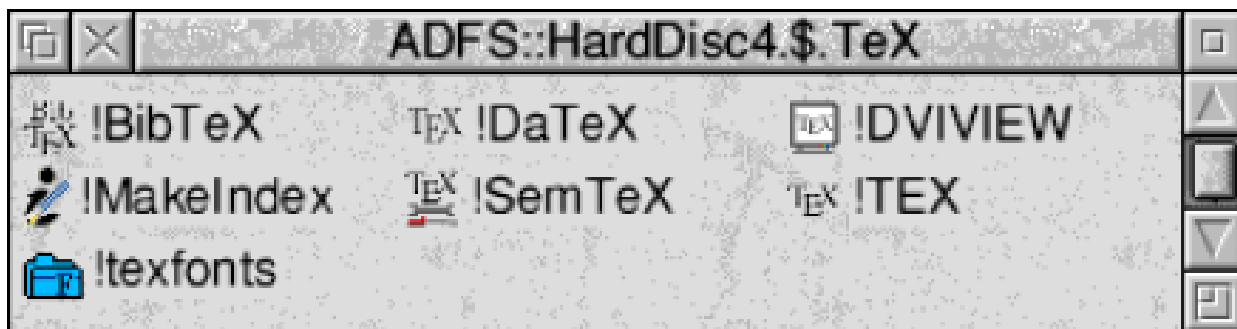 ADFS::HardDisc4.$.TeX
!BibTeX !DaTeX !DVIVIEW
!MakeIndex !SemTeX !TEX
!texfonts